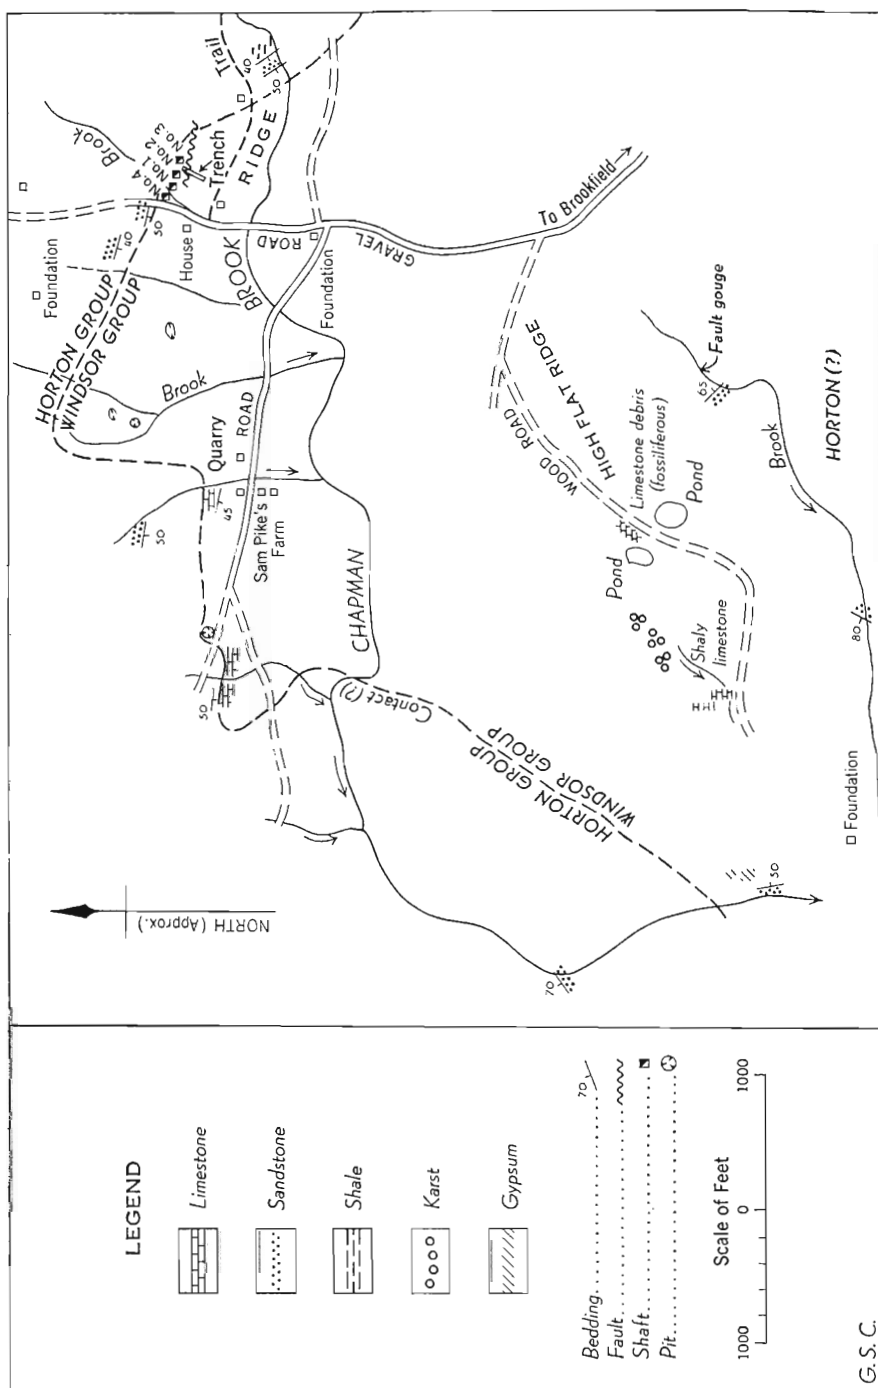 Brook
No.4
No.1
No.2
No.3
Trail
40
50
RIDGE
Trench
50
40
House
Foundation
HORTON GROUP
WINDSOR GROUP
BROOK
ROAD
Foundation
GRAVEL
To Brookfield
Brook
Quarry
ROAD
45
50
Sam Pike's
Farm
CHAPMAN
50
Contact (?)
HORTON GROUP
WINDSOR GROUP
WOOD ROAD
HIGH FLAT RIDGE
Limestone debris
(fossiliferous)
Pond
Pond
Shaly
limestone
65
Fault gouge
Brook
HORTON (?)
80
Foundation
50
70
NORTH (Approx.)
LEGEND
Limestone
Sandstone
Shale
Karst
Gypsum
Bedding
70
Fault
Shaft
Pit
Scale of Feet
1000 0 1000
G.S.C.